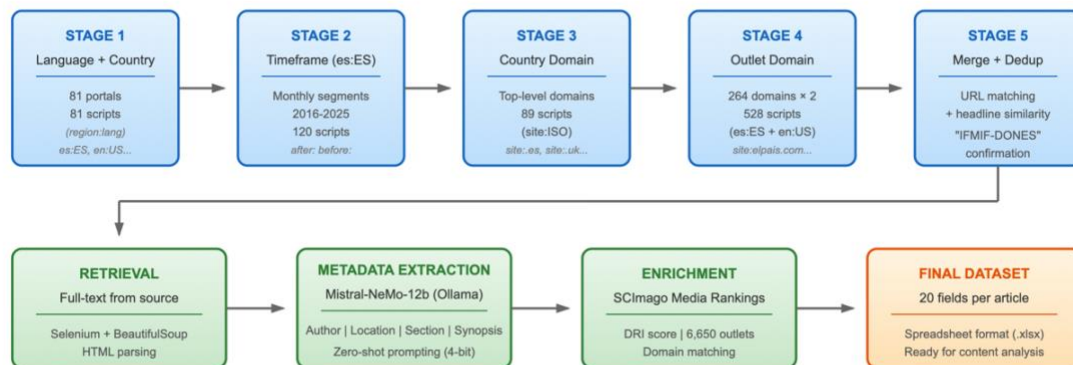 STAGE 1
Language + Country
81 portals
81 scripts
(region:lang)
es:ES, en:US...
STAGE 2
Timeframe (es:ES)
Monthly segments
2016-2025
120 scripts
after: before:
STAGE 3
Country Domain
Top-level domains
89 scripts
(site:ISO)
site:.es, site:.uk...
STAGE 4
Outlet Domain
264 domains × 2
528 scripts
(es:ES + en:US)
site:elpais.com...
STAGE 5
Merge + Dedup
URL matching
+ headline similarity
"IFMIF-DONES"
confirmation
RETRIEVAL
Full-text from source
Selenium + BeautifulSoup
HTML parsing
METADATA EXTRACTION
Mistral-NeMo-12b (Ollama)
Author | Location | Section | Synopsis
Zero-shot prompting (4-bit)
ENRICHMENT
SCImago Media Rankings
DRI score | 6,650 outlets
Domain matching
FINAL DATASET
20 fields per article
Spreadsheet format (.xlsx)
Ready for content analysis